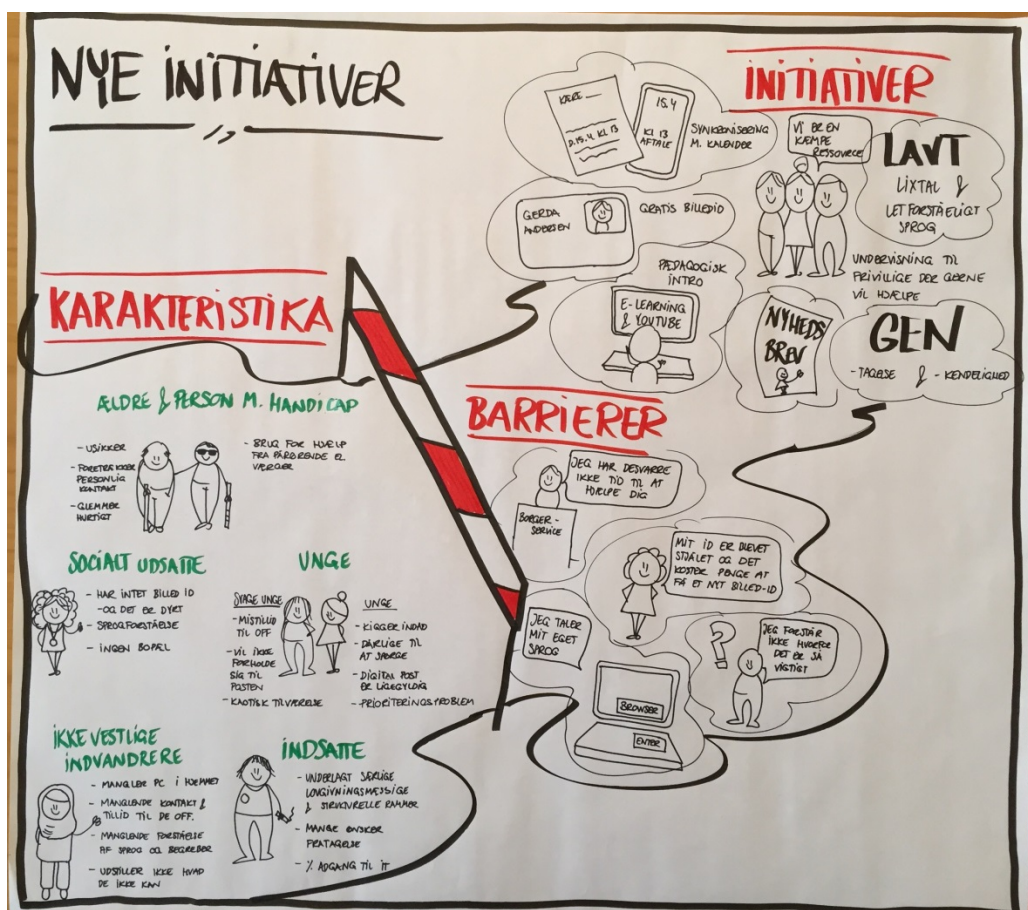 NYE INITIATIVER
INITIATIVER
KÆRE
D.15.4. KL 13
15.4
KL 13
AFTALE
SYNKRONISERING
M. KALENDER
VI ER EN
KÆMPE
RESSOURCE
LAVT
LIXTAL &
LET FORSTÅELIGT
SPROG
GERDA
ANDERSEN
GRATIS BILLEDID
PÆDAGOGISK
INTRO
E-LEARNING
& YOUTUBE
UNDERVISNING TIL
FRIVILLIGE DER GERNE
VIL HJÆLPE
NYHEDS
BREV
GEN
-TAGELSE & -KENDELIGHED
KARAKTERISTIKA
ÆLDRE & PERSON M. HANDICAP
- USIKKER
- FORETRÆKKER
PERSONLIG
KONTAKT
- GLEMMER
HURTIGT
- BRUG FOR HJÆLP
FRA PÅRØRENDE EL.
VÆRGER
SOCIALT UDSATTE
- HAR INTET BILLED ID
- OG DET ER DYRT
- SPROGFORSTÅELSE
- INGEN BOPÆL
UNGE
SVAGE UNGE
- MISTILLID
TIL OFF
- VIL IKKE
FORHOLDE
SIG TIL
POSTEN
- KAOTISK TILVÆRELSE
UNGE
- KIGGER INDAD
- DÅRLIGE TIL
AT SPØRGE
- DIGITAL POST
ER LIGEGYLDIG
- PRIORITERINGSPROBLEM
IKKE VESTLIGE
INDVANDRERE
- MANGLER PC I HJEMMET
- MANGLENDE KONTAKT &
TILLID TIL DE OFF.
- MANGLENDE FORSTÅELSE
AF SPROG OG BEGREBER
- UDSTILLER IKKE HVAD
DE IKKE KAN
INDSATTE
- UNDERLAGT SÆRLIGE
LOVGIVNINGSMÆSSIGE
& STRUKTURELLE RAMMER
- MANGE ØNSKER
FRATAGELSE
- % ADGANG TIL IT
BARRIERER
JEG HAR DESVÆRRE
IKKE TID TIL AT
HJÆLPE DIG
BORGER-
SERVICE
MIT ID ER BLEVET
STJÅLET OG DET
KOSTER PENGE AT
FÅ ET NYT BILLED-ID
JEG TALER
MIT EGET
SPROG
?
JEG FORSTÅR
IKKE HVORFOR
DET ER SÅ
VIGTIGT
BROWSER
ENTER